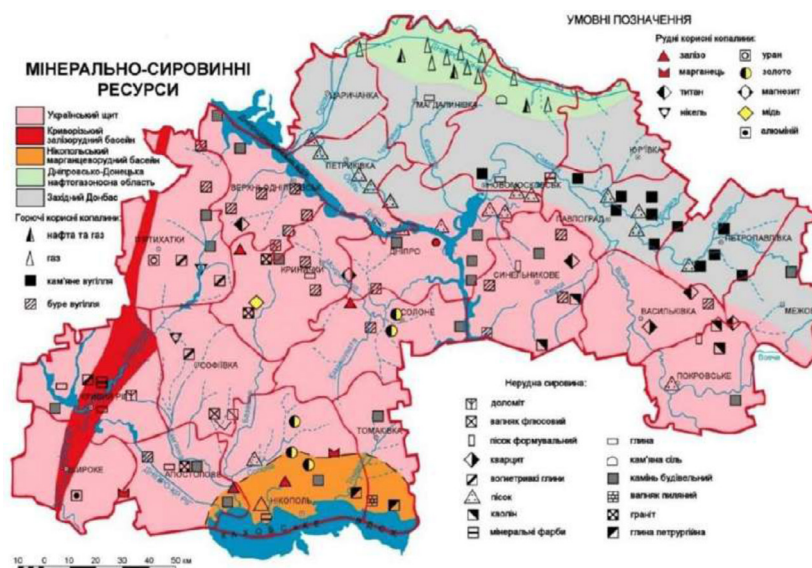 МІНЕРАЛЬНО-СИРОВИННІ
РЕСУРСИ
Український щит
Криворізький
залізорудний басейн
Нікопольський
марганцеворудний басейн
Дніпровсько-Донецька
нафтогазоносна область
Західний Донбас
Горючі корисні копалини:
нафта та газ
газ
кам'яне вугілля
буре вугілля
УМОВНІ ПОЗНАЧЕННЯ
Рудні корисні копалини:
залізо
марганець
титан
нікель
уран
золото
магнезит
мідь
алюміній
ЦАРИЧАНКА
МАГДАЛИНІВКА
ПЕТРИКІВКА
ЮР'ЇВКА
НОВОМОСКОВСЬК
ПАВЛОГРАД
ПЕТРОПАВЛІВКА
ВЕРХНЬОДНІПРОВСЬК
П'ЯТИХАТКИ
КРИНИЧКИ
ДНІПРО
СИНЕЛЬНИКОВЕ
ВАСИЛЬКІВКА
МЕЖОВ
СОЛОНЕ
СОФІЇВКА
ПОКРОВСЬКЕ
КРИВИЙ РІГ
ТОМАКІВКА
ШИРОКЕ
АПОСТОЛОВЕ
НІКОПОЛЬ
КАХОВСЬКЕ
Нерудна сировина:
доломіт
вапняк флюсовий
пісок формувальний
кварцит
вогнетривкі глини
пісок
каолін
мінеральні фарби
глина
кам'яна сіль
камінь будівельний
вапняк пиляний
граніт
глина петрургійна
10 0 10 20 30 40 50 км